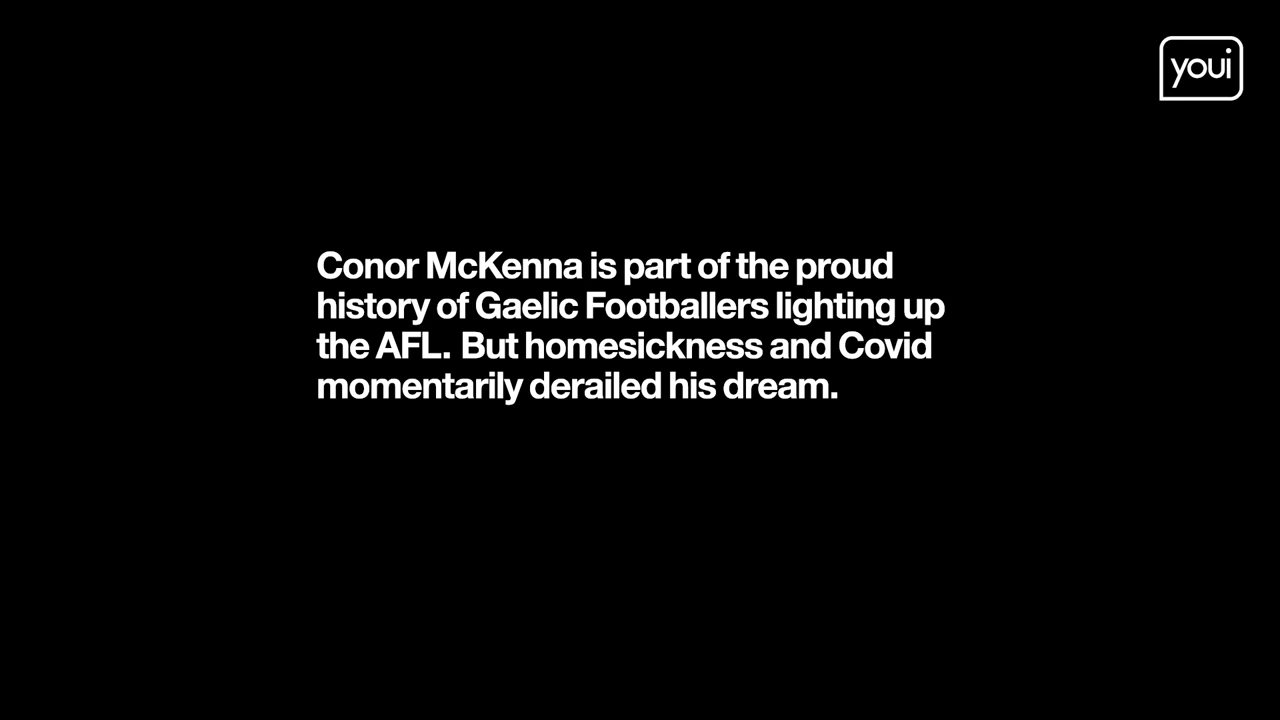 youi
Conor McKenna is part of the proud
history of Gaelic Footballers lighting up
the AFL.  But homesickness and Covid
momentarily derailed his dream.